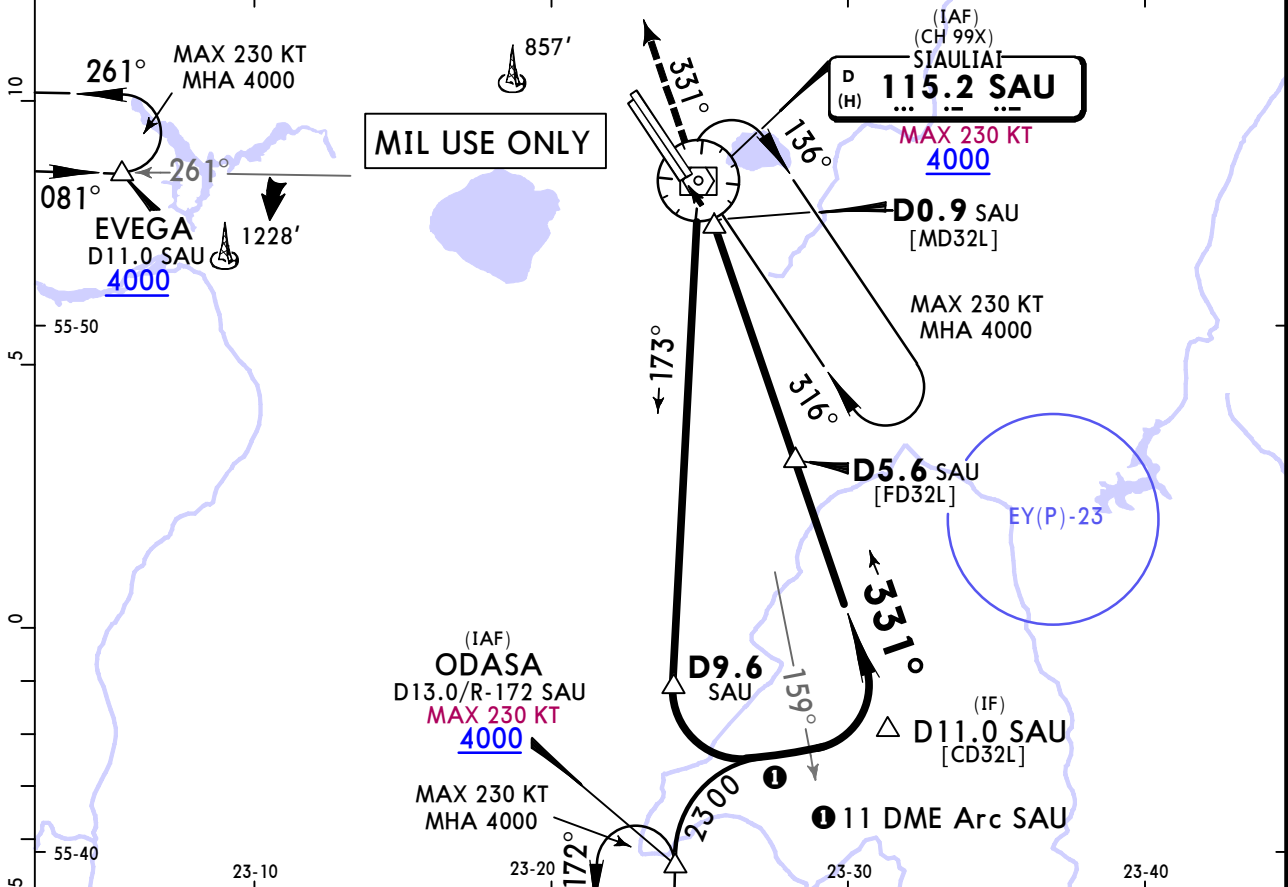 (IAF)
(CH 99X)
SIAULIAI
D
(H)
115.2 SAU
MAX 230 KT
4000
261°
MAX 230 KT
MHA 4000
857'
331°
136°
MIL USE ONLY
10
261°
081°
EVEGA
D11.0 SAU
4000
1228'
D0.9 SAU
[MD32L]
MAX 230 KT
MHA 4000
55-50
5
173°
316°
D5.6 SAU
[FD32L]
EY(P)-23
0
331°
(IAF)
ODASA
D13.0/R-172 SAU
MAX 230 KT
4000
D9.6
SAU
159°
(IF)
D11.0 SAU
[CD32L]
1
MAX 230 KT
MHA 4000
2300
1 11 DME Arc SAU
55-40
172°
5
23-10
23-20
23-30
23-40